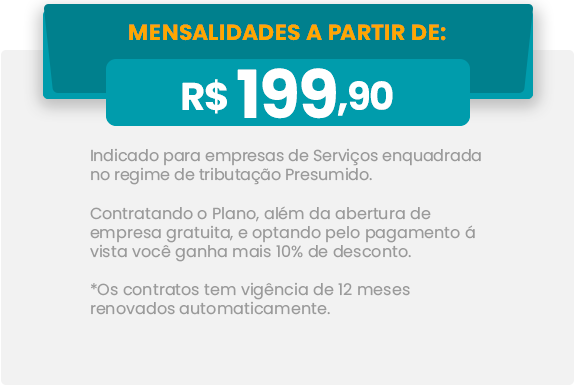 MENSALIDADES A PARTIR DE:
R$ 199,90
Indicado para empresas de Serviços enquadrada
no regime de tributação Presumido.
Contratando o Plano, além da abertura de
empresa gratuita, e optando pelo pagamento á
vista você ganha mais 10% de desconto.
*Os contratos tem vigência de 12 meses
renovados automaticamente.